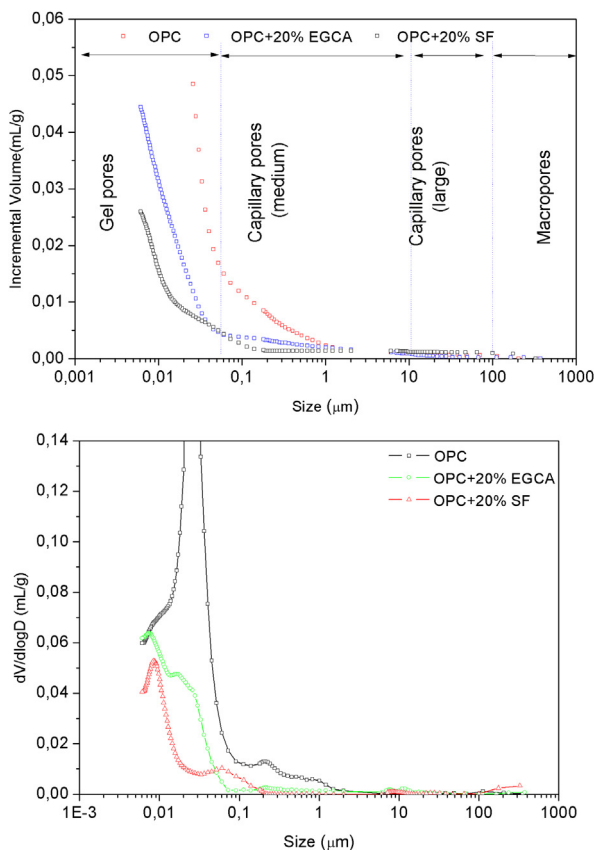 OPC OPC+20% EGCA OPC+20% SF
0,06
0,05
0,04
0,03
0,02
0,01
0,00
Incremental Volume(mL/g)
Gel pores
Capillary pores
(medium)
Capillary pores
(large)
Macropores
0,001 0,01 0,1 1 10 100 1000
Size (μm)
0,14
0,12
0,10
0,08
0,06
0,04
0,02
0,00
dV/dlogD (mL/g)
OPC
OPC+20% EGCA
OPC+20% SF
1E-3 0,01 0,1 1 10 100 1000
Size (μm)